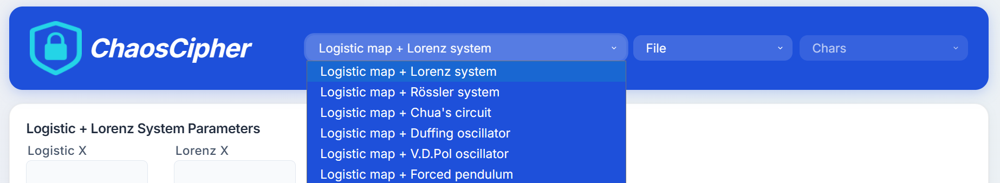 ChaosCipher
Logistic map + Lorenz system
File
Chars
Logistic map + Lorenz system
Logistic map + Rössler system
Logistic map + Chua's circuit
Logistic map + Duffing oscillator
Logistic map + V.D.Pol oscillator
Logistic map + Forced pendulum
Logistic + Lorenz System Parameters
Logistic X
Lorenz X